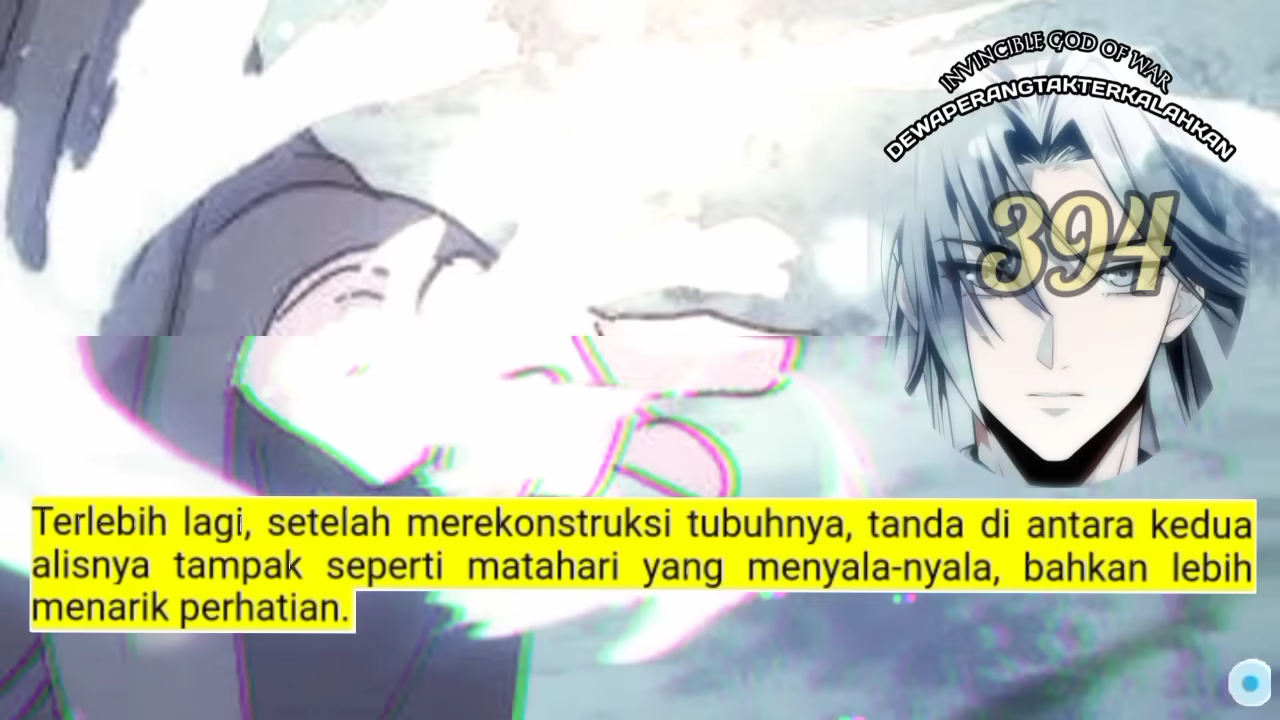 INVINCIBLE GOD OF WAR
DEWAPERANGTAKTERKALAHKAN
394
Terlebih lagi, setelah merekonstruksi tubuhnya, tanda di antara kedua
alisnya tampak seperti matahari yang menyala-nyala, bahkan lebih
menarik perhatian.